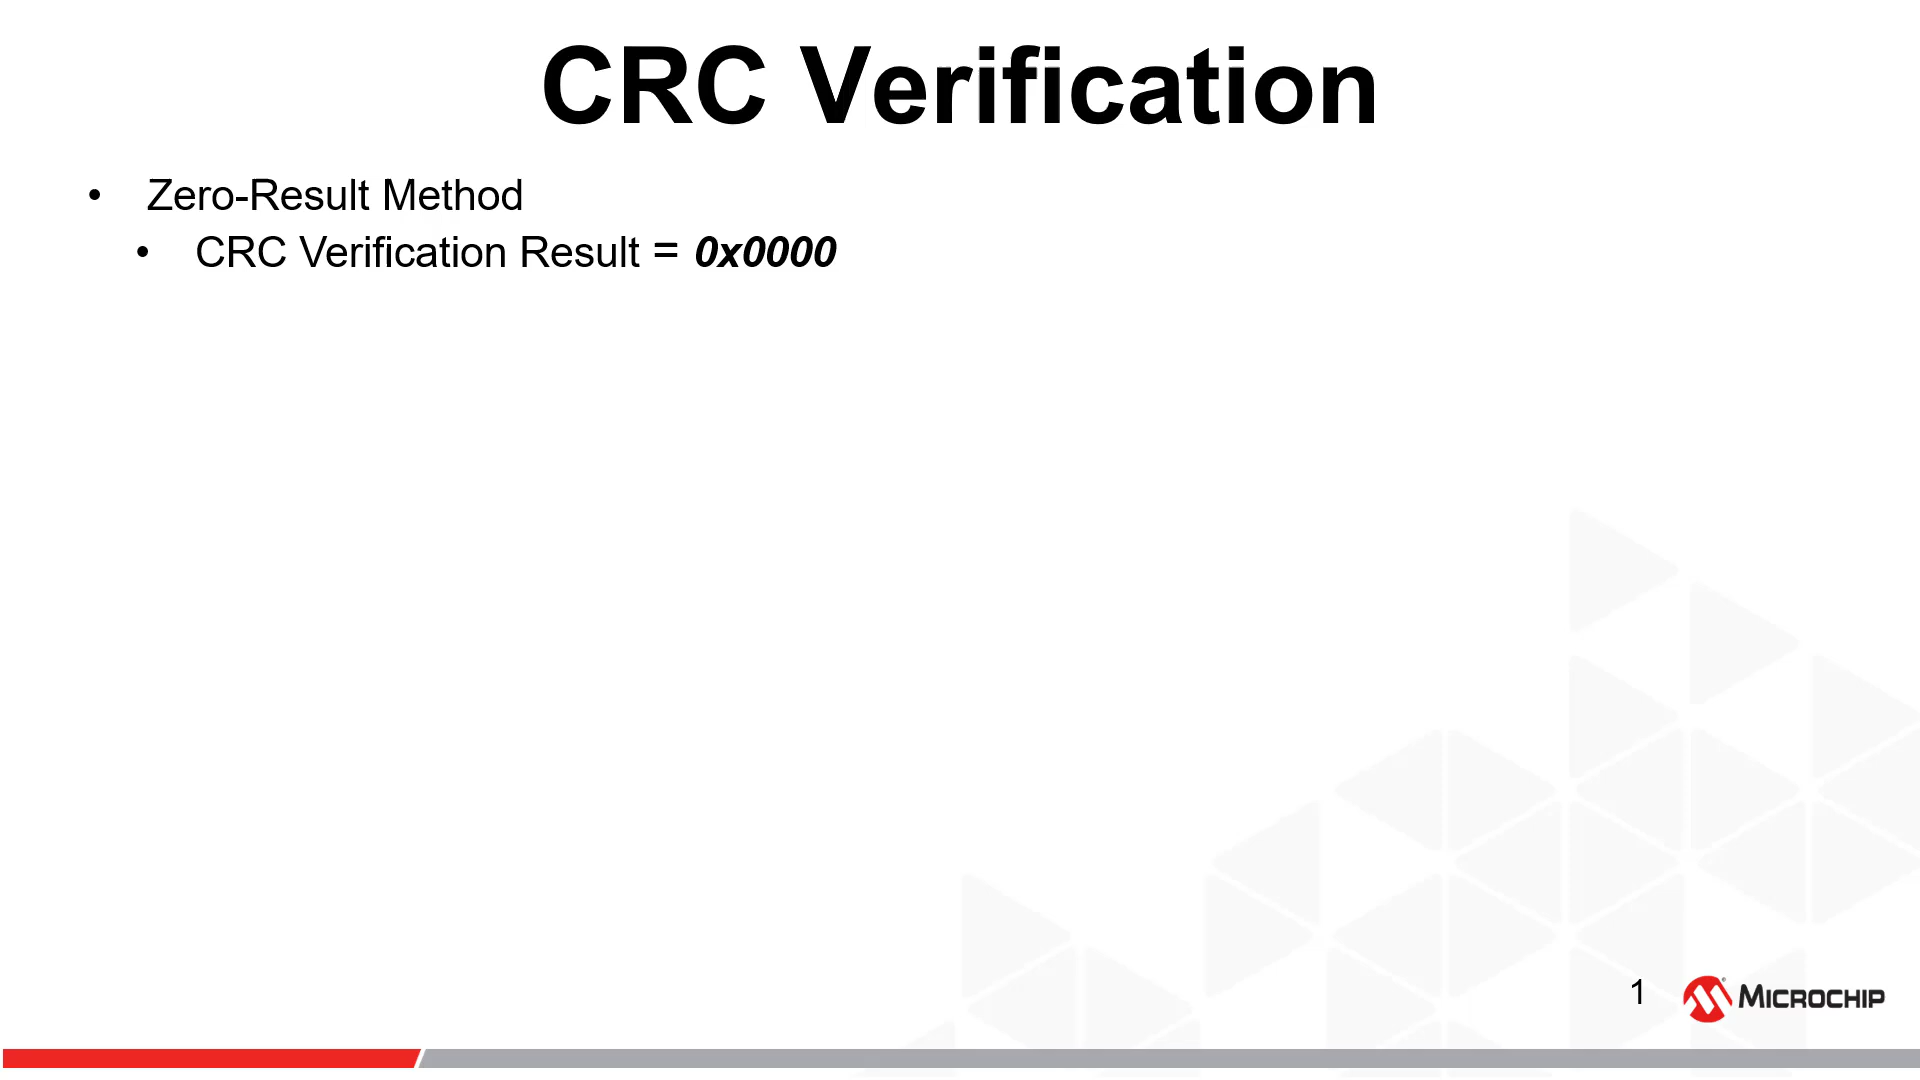 CRC Verification
• Zero-Result Method
• CRC Verification Result = 0x0000
1
MICROCHIP